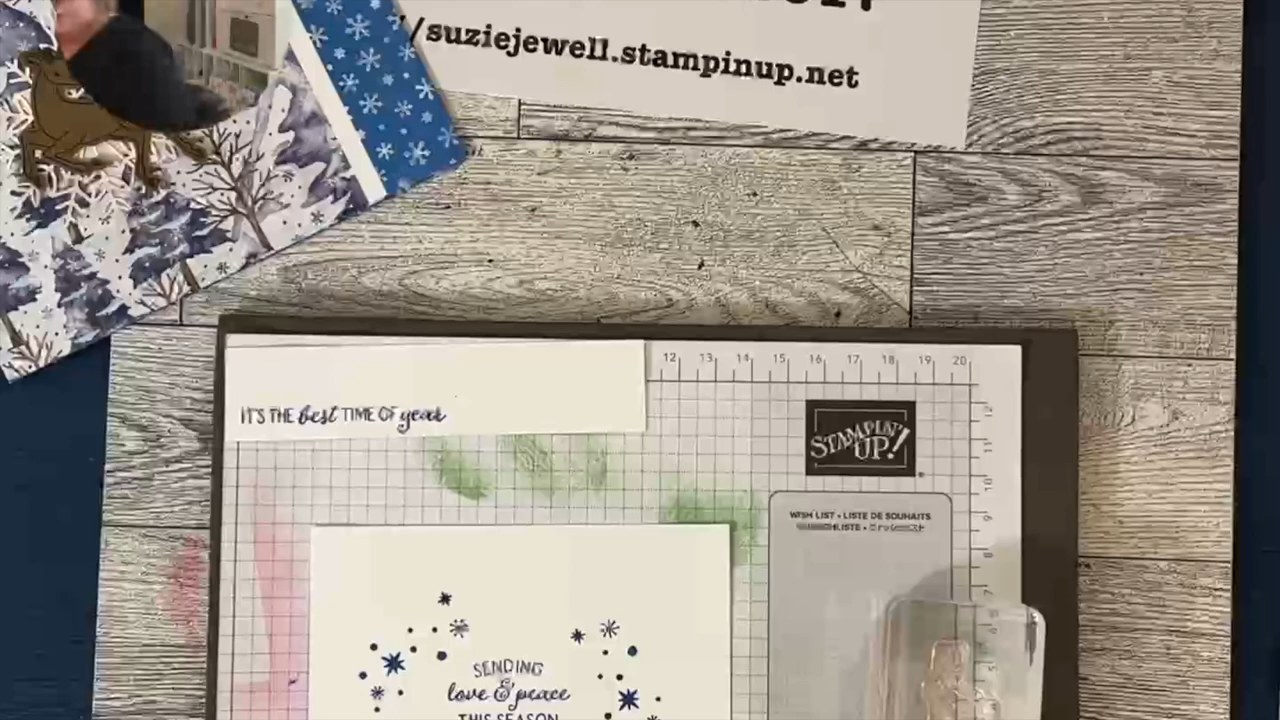 /suziejewell.stampinup.net
IT'S THE best TIME OF year
12 13 14 15 16 17 18 19 20
STAMPIN' UP!
WISH LIST • LISTE DE SOUHAITS
SENDING
love & peace
THIS SEASON